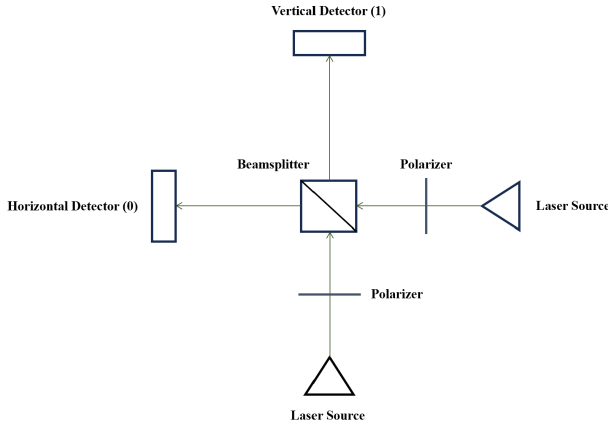 Vertical Detector (1)
Beamsplitter
Polarizer
Horizontal Detector (0)
Laser Source
Polarizer
Laser Source